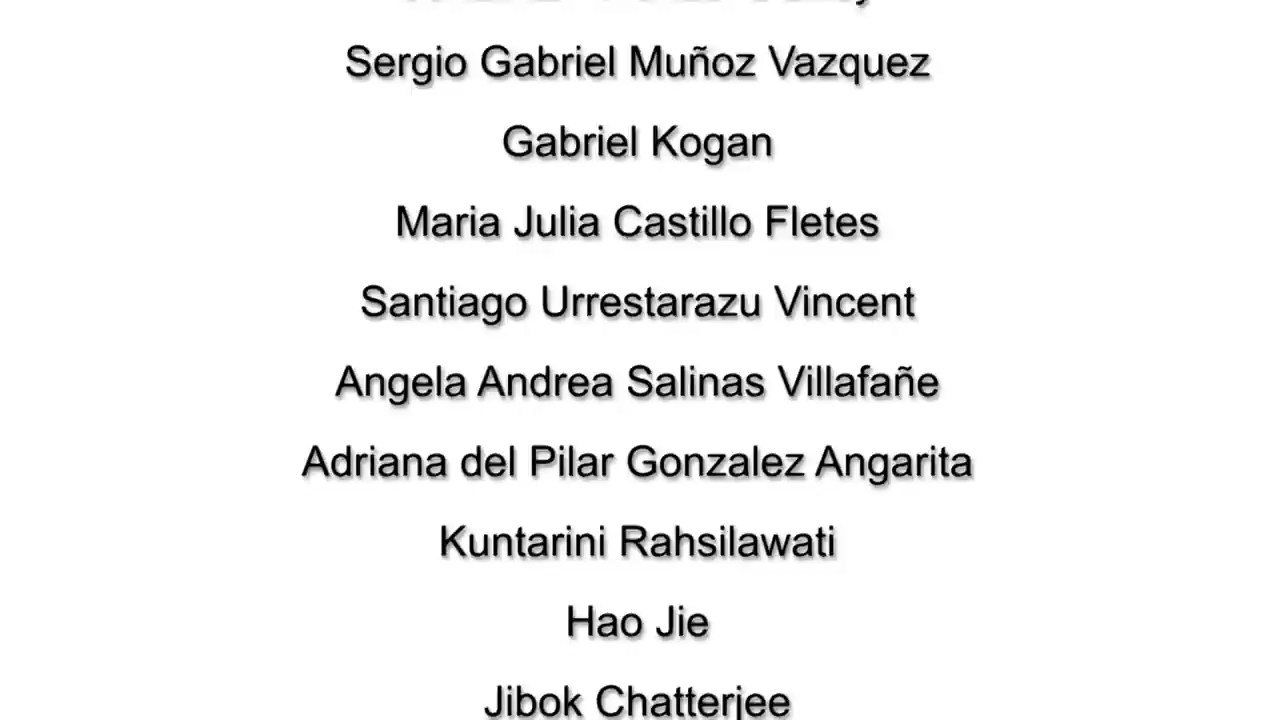 Sergio Gabriel Muñoz Vazquez
Gabriel Kogan
Maria Julia Castillo Fletes
Santiago Urrestarazu Vincent
Angela Andrea Salinas Villafañe
Adriana del Pilar Gonzalez Angarita
Kuntarini Rahsilawati
Hao Jie
Jibok Chatterjee